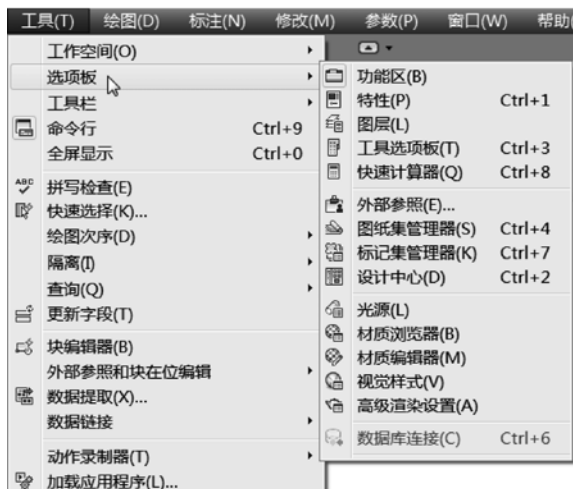 工具(T) 绘图(D) 标注(N) 修改(M) 参数(P) 窗口(W) 帮助(
工作空间(O)
选项板
工具栏
命令行 Ctrl+9
全屏显示 Ctrl+0
ABC 拼写检查(E)
快速选择(K)...
绘图次序(D)
隔离(I)
查询(Q)
更新字段(T)
块编辑器(B)
外部参照和块在位编辑
数据提取(X)...
数据链接
动作录制器(T)
加载应用程序(L)...
功能区(B)
特性(P) Ctrl+1
图层(L)
工具选项板(T) Ctrl+3
快速计算器(Q) Ctrl+8
外部参照(E)...
图纸集管理器(S) Ctrl+4
标记集管理器(K) Ctrl+7
设计中心(D) Ctrl+2
光源(L)
材质浏览器(B)
材质编辑器(M)
视觉样式(V)
高级渲染设置(A)
数据库连接(C) Ctrl+6